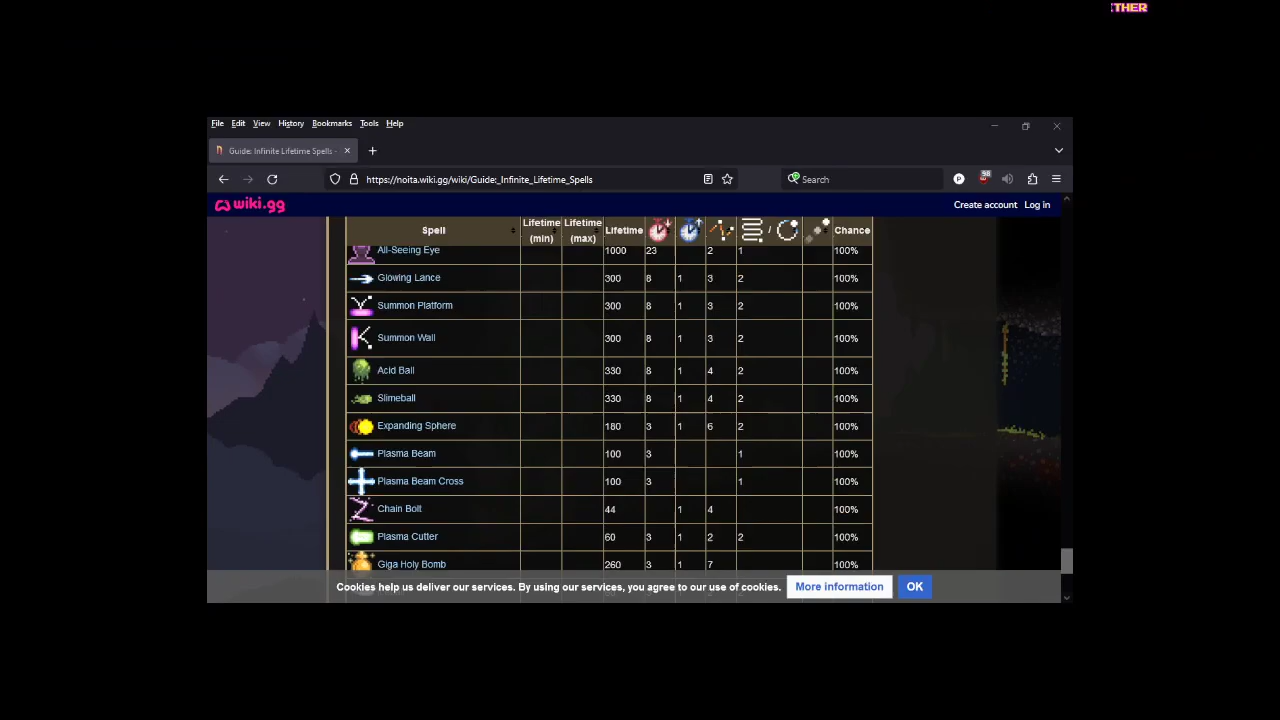 ETHER
File Edit View History Bookmarks Tools Help
Guide: Infinite Lifetime Spells -
https://noita.wiki.gg/wiki/Guide:_Infinite_Lifetime_Spells
98
Search
P
wiki.gg
Create account Log in
Spell Lifetime (min) Lifetime (max) Lifetime / Chance
All-Seeing Eye 1000 23 2 1 100%
Glowing Lance 300 8 1 3 2 100%
Summon Platform 300 8 1 3 2 100%
Summon Wall 300 8 1 3 2 100%
Acid Ball 330 8 1 4 2 100%
Slimeball 330 8 1 4 2 100%
Expanding Sphere 180 3 1 6 2 100%
Plasma Beam 100 3 1 100%
Plasma Beam Cross 100 3 1 100%
Chain Bolt 44 1 4 100%
Plasma Cutter 60 3 1 2 2 100%
Giga Holy Bomb 260 3 1 7 100%
Cookies help us deliver our services. By using our services, you agree to our use of cookies. More information OK